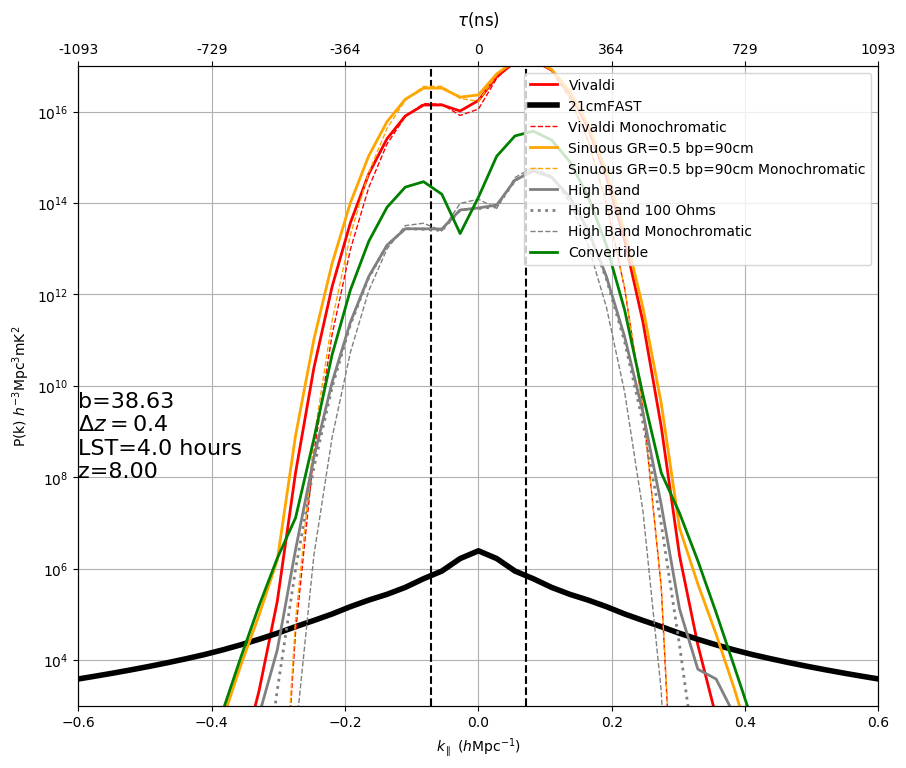 τ(ns)
-1093 -729 -364 0 364 729 1093
Vivaldi
21cmFAST
Vivaldi Monochromatic
Sinuous GR=0.5 bp=90cm
Sinuous GR=0.5 bp=90cm Monochromatic
High Band
High Band 100 Ohms
High Band Monochromatic
Convertible
10^16
10^14
10^12
10^10
10^8
10^6
10^4
P(k) h^−3Mpc^3mK^2
b=38.63
Δz = 0.4
LST=4.0 hours
z=8.00
−0.6 −0.4 −0.2 0.0 0.2 0.4 0.6
k_∥ (hMpc^−1)